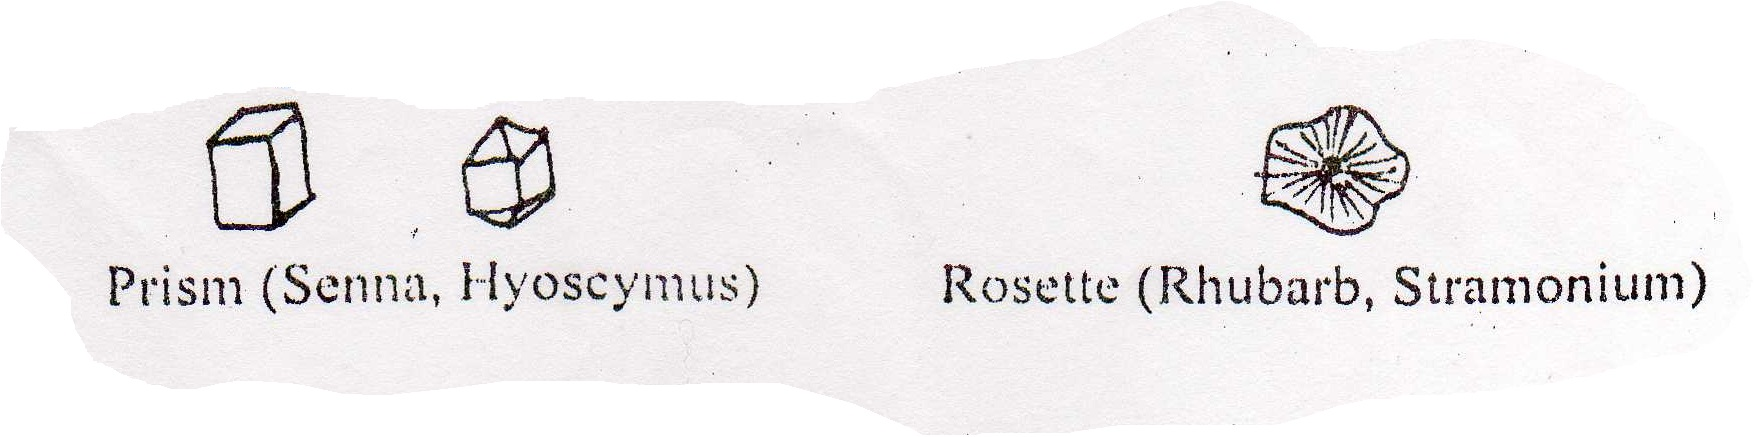 Prism (Senna, Hyoscymus) Rosette (Rhubarb, Stramonium)